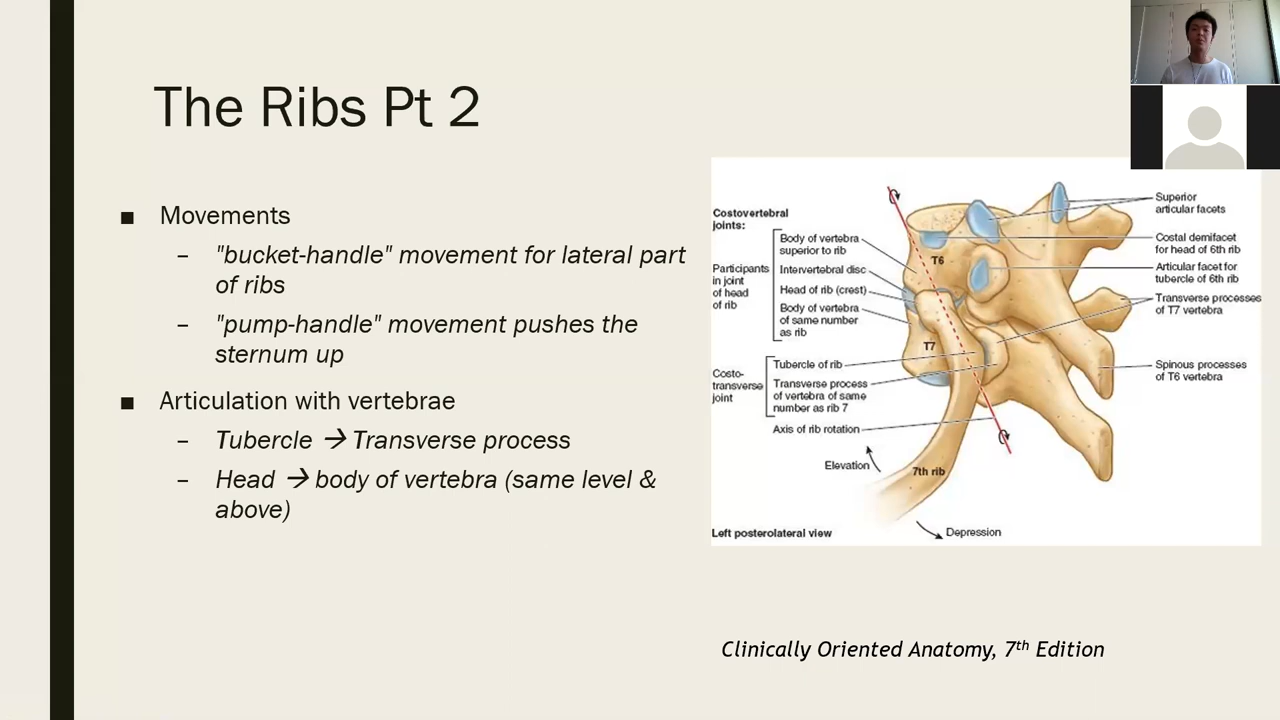 The Ribs Pt 2
■ Movements
– "bucket-handle" movement for lateral part
of ribs
– "pump-handle" movement pushes the
sternum up
■ Articulation with vertebrae
– Tubercle → Transverse process
– Head → body of vertebra (same level &
above)
Costovertebral
joints:
Participants
in joint
of head
of rib
Body of vertebra
superior to rib
Intervertebral disc
Head of rib (crest)
Body of vertebra
of same number
as rib
Costo-
transverse
joint
Tubercle of rib
Transverse process
of vertebra of same
number as rib 7
Axis of rib rotation
Elevation
7th rib
Depression
Left posterolateral view
T6
T7
Superior
articular facets
Costal demifacet
for head of 6th rib
Articular facet for
tubercle of 6th rib
Transverse processes
of T7 vertebra
Spinous processes
of T6 vertebra
Clinically Oriented Anatomy, 7th Edition